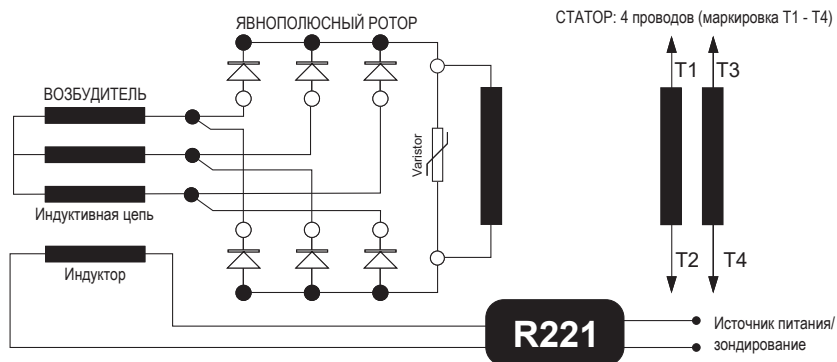 ЯВНОПОЛЮСНЫЙ РОТОР
СТАТОР: 4 проводов (маркировка T1 - T4)
T1
T3
ВОЗБУДИТЕЛЬ
Varistor
Индуктивная цепь
T2
T4
Индуктор
R221
Источник питания/
зондирование